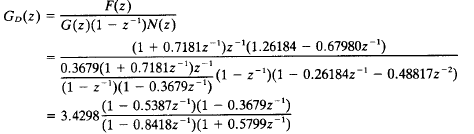 G_D(z) = F(z) / G(z)(1 − z⁻¹)N(z)
= (1 + 0.7181z⁻¹)z⁻¹(1.26184 − 0.67980z⁻¹) / [0.3679(1 + 0.7181z⁻¹)z⁻¹ / (1 − z⁻¹)(1 − 0.3679z⁻¹)] (1 − z⁻¹)(1 − 0.26184z⁻¹ − 0.48817z⁻²)
= 3.4298 (1 − 0.5387z⁻¹)(1 − 0.3679z⁻¹) / (1 − 0.8418z⁻¹)(1 + 0.5799z⁻¹)